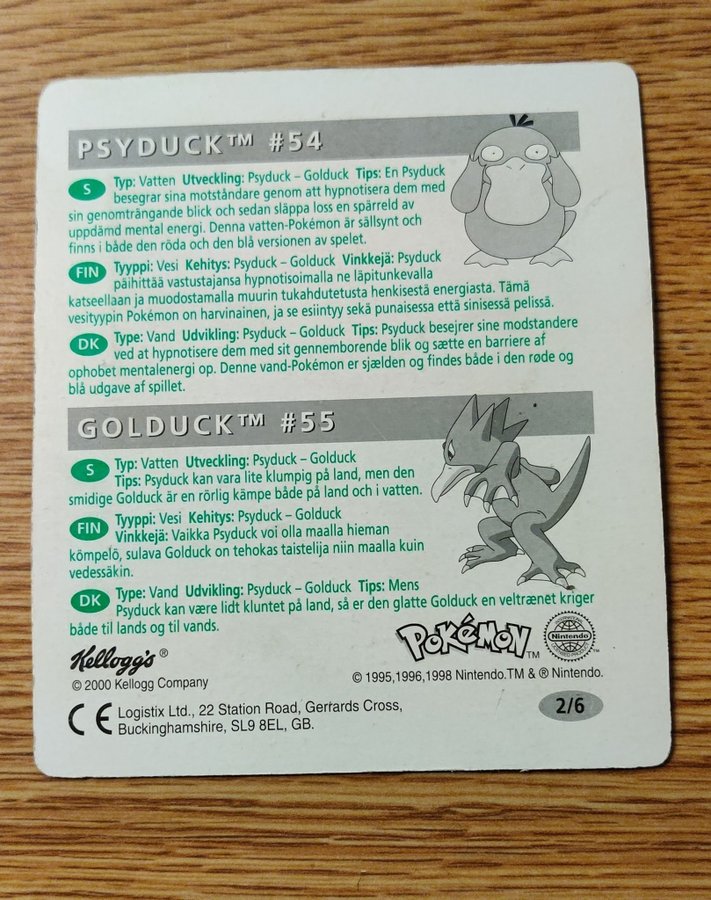 PSYDUCK™ #54
S Typ: Vatten Utveckling: Psyduck – Golduck Tips: En Psyduck
besegrar sina motståndare genom att hypnotisera dem med
sin genomträngande blick och sedan släppa loss en spärreld av
uppdämd mental energi. Denna vatten-Pokémon är sällsynt och
finns i både den röda och den blå versionen av spelet.
FIN Tyyppi: Vesi Kehitys: Psyduck – Golduck Vinkkejä: Psyduck
päihittää vastustajansa hypnotisoimalla ne läpitunkevalla
katseellaan ja muodostamalla muurin tukahdutetusta henkisestä energiasta. Tämä
vesityypin Pokémon on harvinainen, ja se esiintyy sekä punaisessa että sinisessä pelissä.
DK Type: Vand Udvikling: Psyduck – Golduck Tips: Psyduck besejrer sine modstandere
ved at hypnotisere dem med sit gennemborende blik og sætte en barriere af
ophobet mentalenergi op. Denne vand-Pokémon er sjælden og findes både i den røde og
blå udgave af spillet.
GOLDUCK™ #55
S Typ: Vatten Utveckling: Psyduck – Golduck
Tips: Psyduck kan vara lite klumpig på land, men den
smidige Golduck är en rörlig kämpe både på land och i vatten.
FIN Tyyppi: Vesi Kehitys: Psyduck – Golduck
Vinkkejä: Vaikka Psyduck voi olla maalla hieman
kömpelö, sulava Golduck on tehokas taistelija niin maalla kuin
vedessäkin.
DK Type: Vand Udvikling: Psyduck – Golduck Tips: Mens
Psyduck kan være lidt kluntet på land, så er den glatte Golduck en veltrænet kriger
både til lands og til vands.
Kellogg's®
© 2000 Kellogg Company
POKéMON™
Nintendo
™
© 1995,1996,1998 Nintendo.TM & ® Nintendo.
2/6
CE Logistix Ltd., 22 Station Road, Gerrards Cross,
Buckinghamshire, SL9 8EL, GB.